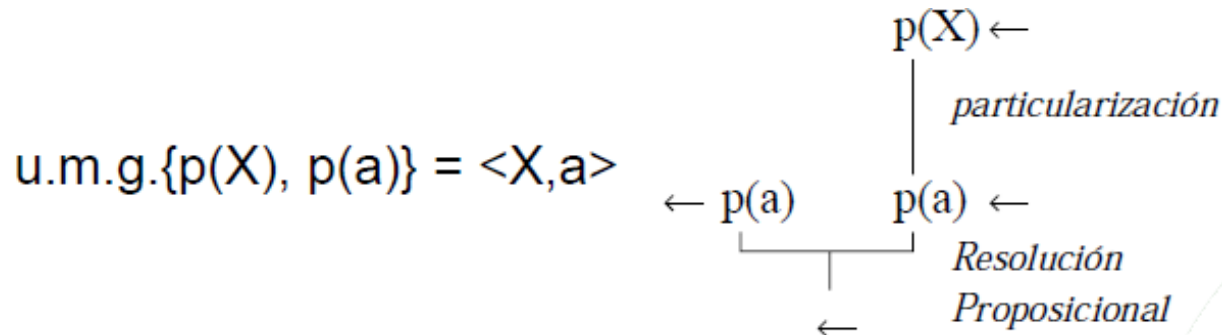 u.m.g.{p(X), p(a)} = <X,a>
p(X) ←
particularización
← p(a) p(a) ←
Resolución
Proposicional
←